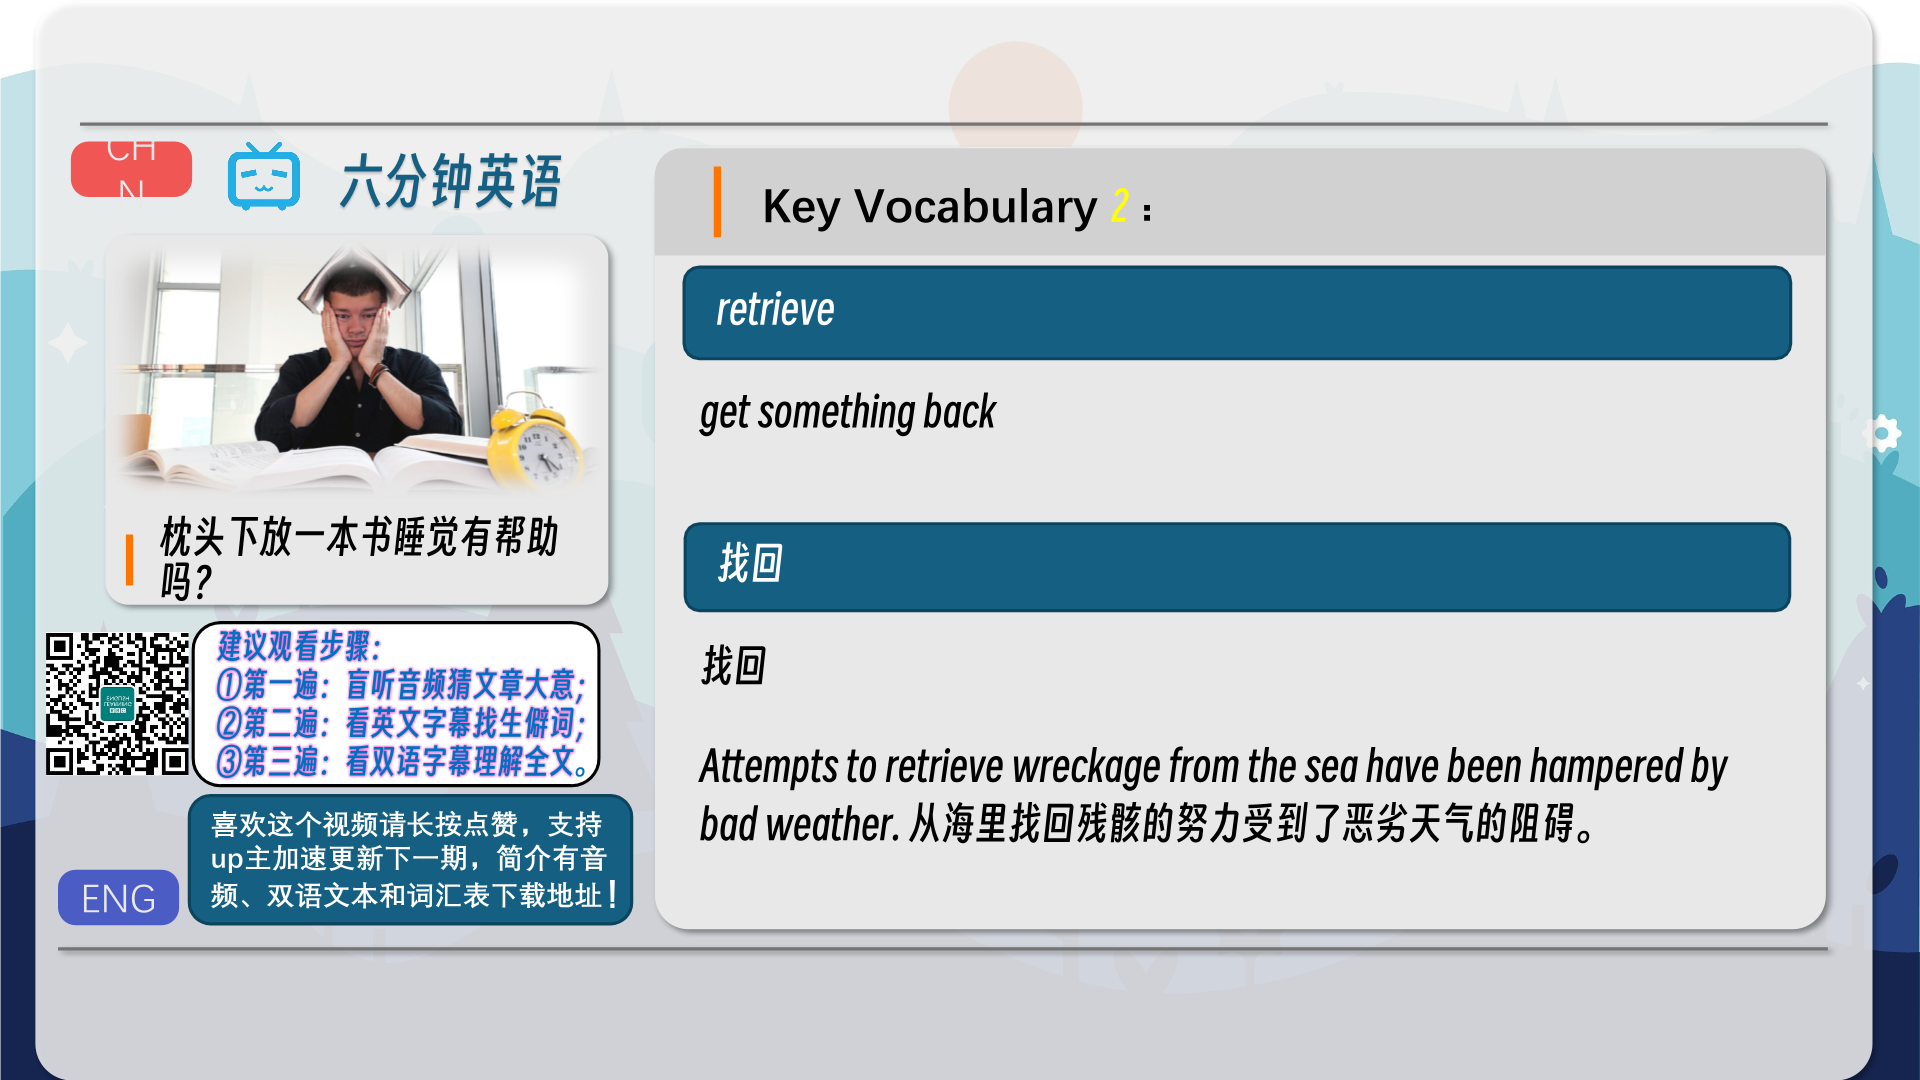 CH
N
六分钟英语
枕头下放一本书睡觉有帮助
吗？
建议观看步骤：
①第一遍：盲听音频猜文章大意；
②第二遍：看英文字幕找生僻词；
③第三遍：看双语字幕理解全文。
喜欢这个视频请长按点赞，支持
up主加速更新下一期，简介有音
频、双语文本和词汇表下载地址！
ENG
Key Vocabulary 2：
retrieve
get something back
找回
找回
Attempts to retrieve wreckage from the sea have been hampered by
bad weather. 从海里找回残骸的努力受到了恶劣天气的阻碍。